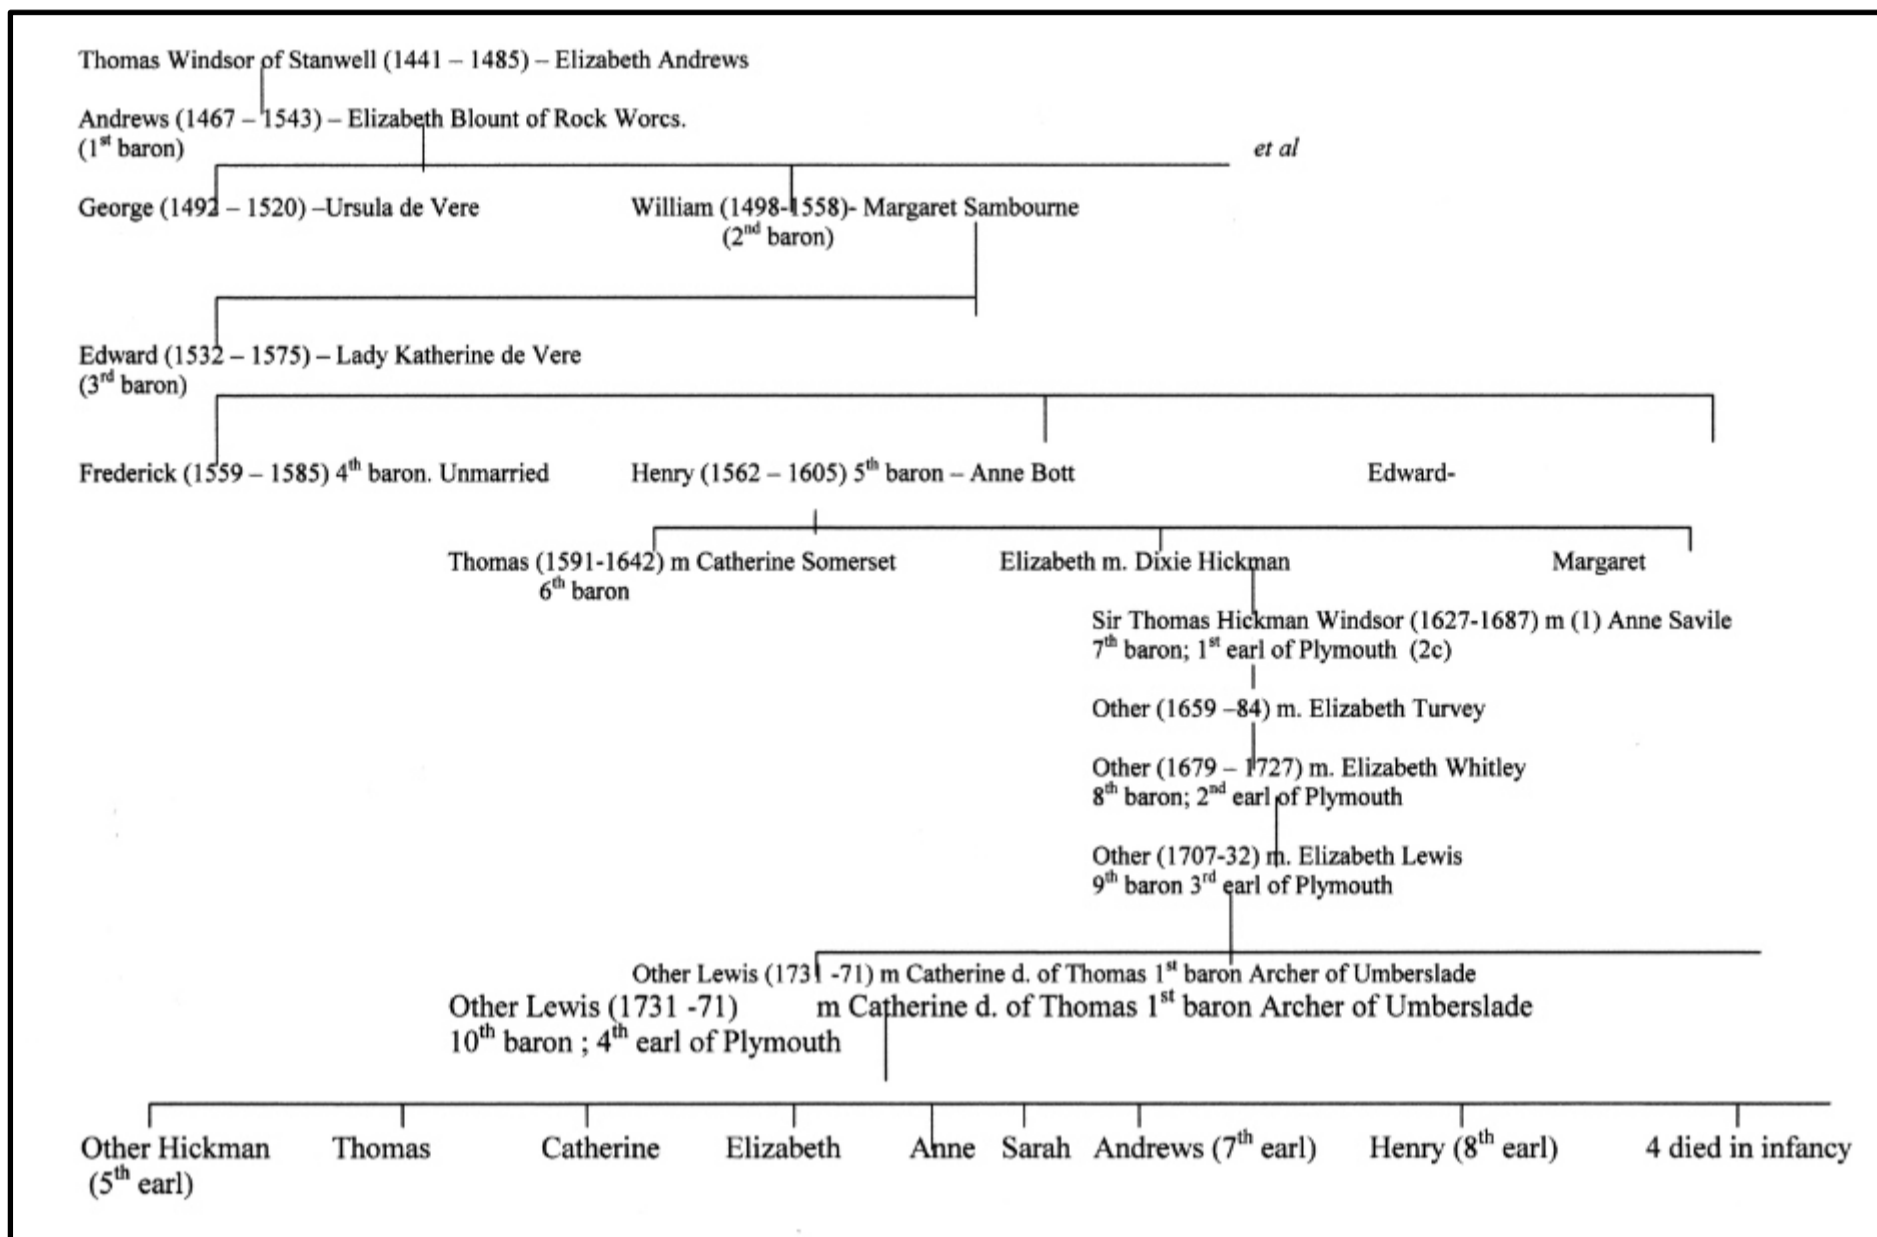 Thomas Windsor of Stanwell (1441 – 1485) – Elizabeth Andrews
Andrews (1467 – 1543) – Elizabeth Blount of Rock Worcs.
(1st baron)
et al
George (1492 – 1520) –Ursula de Vere
William (1498-1558)- Margaret Sambourne
(2nd baron)
Edward (1532 – 1575) – Lady Katherine de Vere
(3rd baron)
Frederick (1559 – 1585) 4th baron. Unmarried
Henry (1562 – 1605) 5th baron – Anne Bott
Edward-
Thomas (1591-1642) m Catherine Somerset
6th baron
Elizabeth m. Dixie Hickman
Margaret
Sir Thomas Hickman Windsor (1627-1687) m (1) Anne Savile
7th baron; 1st earl of Plymouth (2c)
Other (1659 –84) m. Elizabeth Turvey
Other (1679 – 1727) m. Elizabeth Whitley
8th baron; 2nd earl of Plymouth
Other (1707-32) m. Elizabeth Lewis
9th baron 3rd earl of Plymouth
Other Lewis (1731 -71) m Catherine d. of Thomas 1st baron Archer of Umberslade
Other Lewis (1731 -71) m Catherine d. of Thomas 1st baron Archer of Umberslade
10th baron ; 4th earl of Plymouth
Other Hickman
(5th earl)
Thomas
Catherine
Elizabeth
Anne
Sarah
Andrews (7th earl)
Henry (8th earl)
4 died in infancy